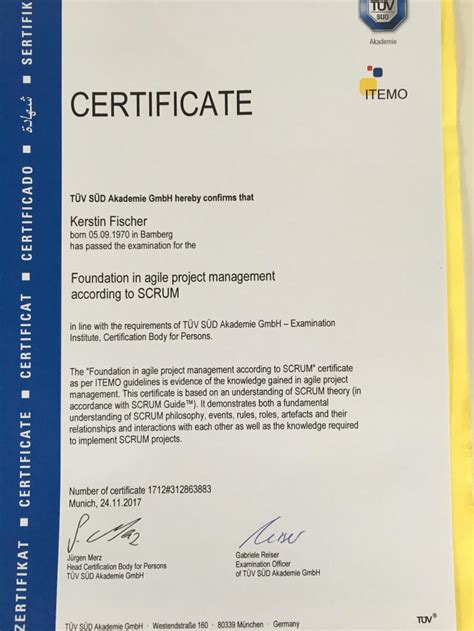 TÜV
SÜD
Akademie
ITEMO
CERTIFICATE
TÜV SÜD Akademie GmbH hereby confirms that
Kerstin Fischer
born 05.09.1970 in Bamberg
has passed the examination for the
Foundation in agile project management
according to SCRUM
in line with the requirements of TÜV SÜD Akademie GmbH – Examination
Institute, Certification Body for Persons.
The "Foundation in agile project management according to SCRUM" certificate
as per ITEMO guidelines is evidence of the knowledge gained in agile project
management. This certificate is based on an understanding of SCRUM theory (in
accordance with SCRUM Guide™). It demonstrates both a fundamental
understanding of SCRUM philosophy, events, rules, roles, artefacts and their
relationships and interactions with each other as well as the knowledge required
to implement SCRUM projects.
Number of certificate 1712#312863883
Munich, 24.11.2017
J. Merz
Reiser
Jürgen Merz
Head Certification Body for Persons
TÜV SÜD Akademie GmbH
Gabriele Reiser
Examination Officer
of TÜV SÜD Akademie GmbH
TÜV SÜD Akademie GmbH · Westendstraße 160 · 80339 München · Germany
TÜV®
ZERTIFIKAT ■ CERTIFICATE ■ CERTIFICAT ■ CERTIFICADO ■ شهادة ■ SERTIFIK